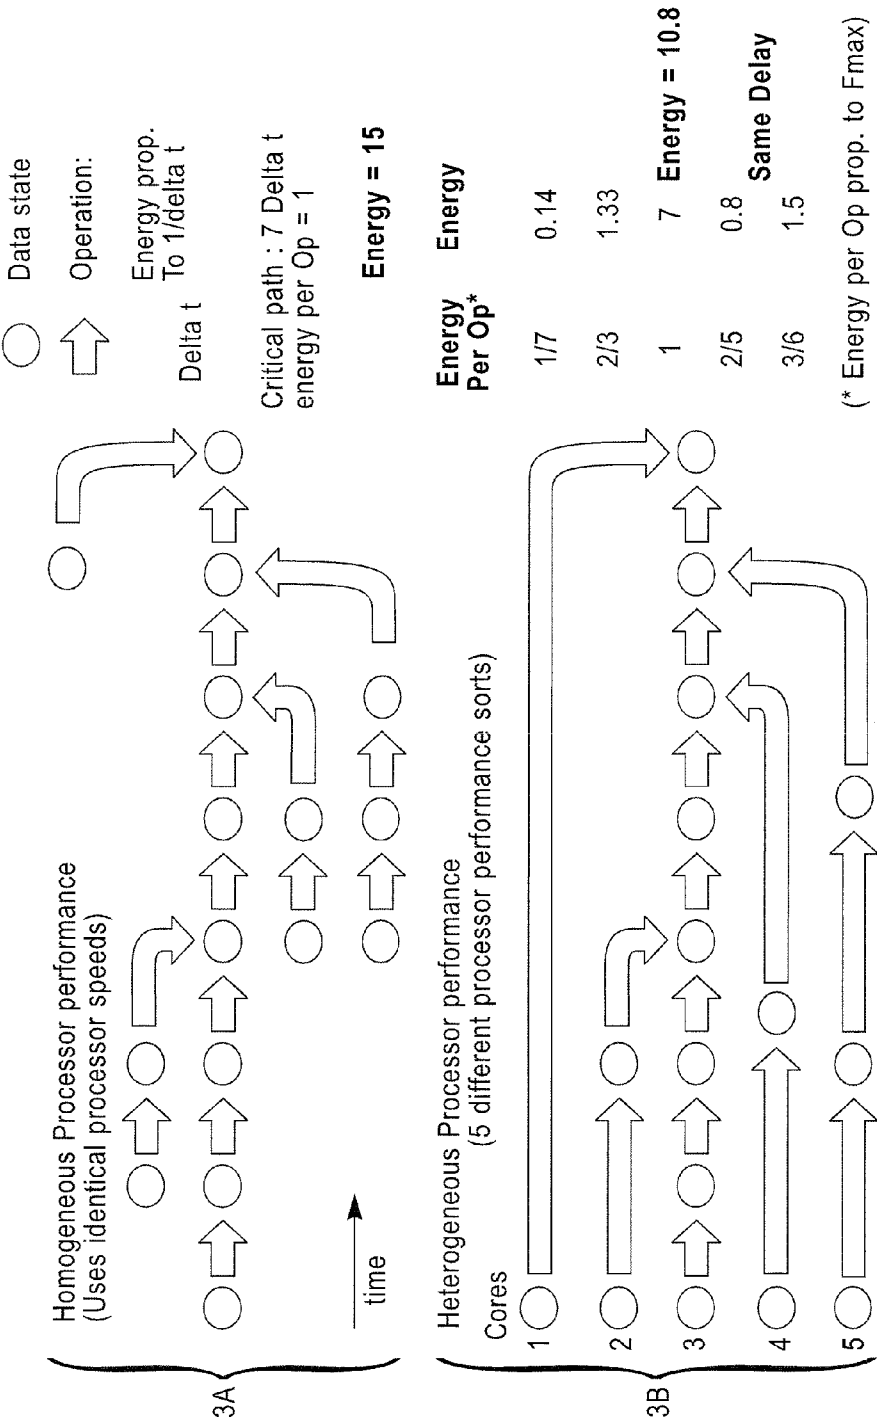 Homogeneous Processor performance
(Uses identical processor speeds)
Data state
Operation:
Energy prop.
To 1/delta t
Delta t
Critical path : 7 Delta t
energy per Op = 1
Energy = 15
time
3A
Heterogeneous Processor performance
(5 different processor performance sorts)
Cores
Energy
Per Op*
Energy
1
1/7
0.14
2
2/3
1.33
3
1
7
Energy = 10.8
4
2/5
0.8
Same Delay
5
3/6
1.5
(* Energy per Op prop. to Fmax)
3B